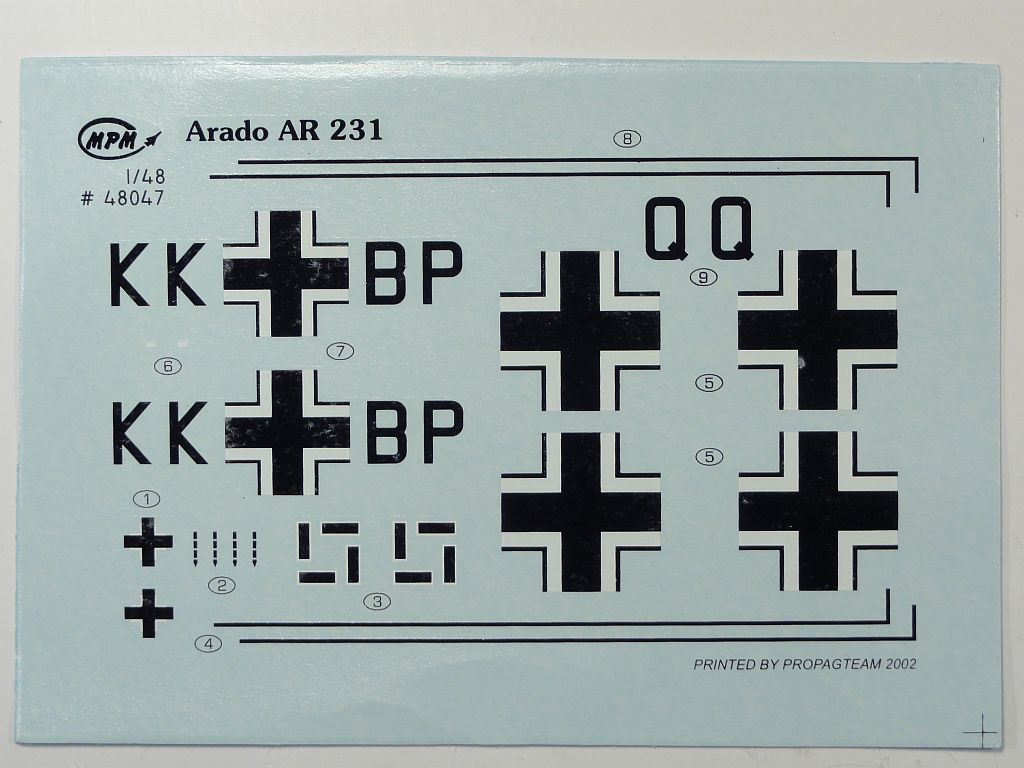 MPM
Arado AR 231
1/48
# 48047
8
Q Q
9
KK BP
7
6
5
KK BP
5
1
2
3
4
PRINTED BY PROPAGTEAM 2002